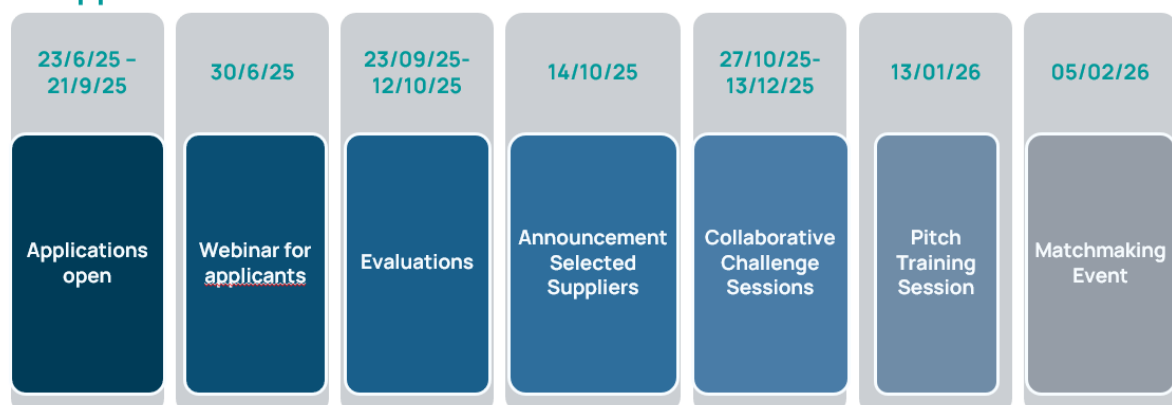 23/6/25 –
21/9/25
Applications
open
30/6/25
Webinar for
applicants
23/09/25-
12/10/25
Evaluations
14/10/25
Announcement
Selected
Suppliers
27/10/25-
13/12/25
Collaborative
Challenge
Sessions
13/01/26
Pitch
Training
Session
05/02/26
Matchmaking
Event